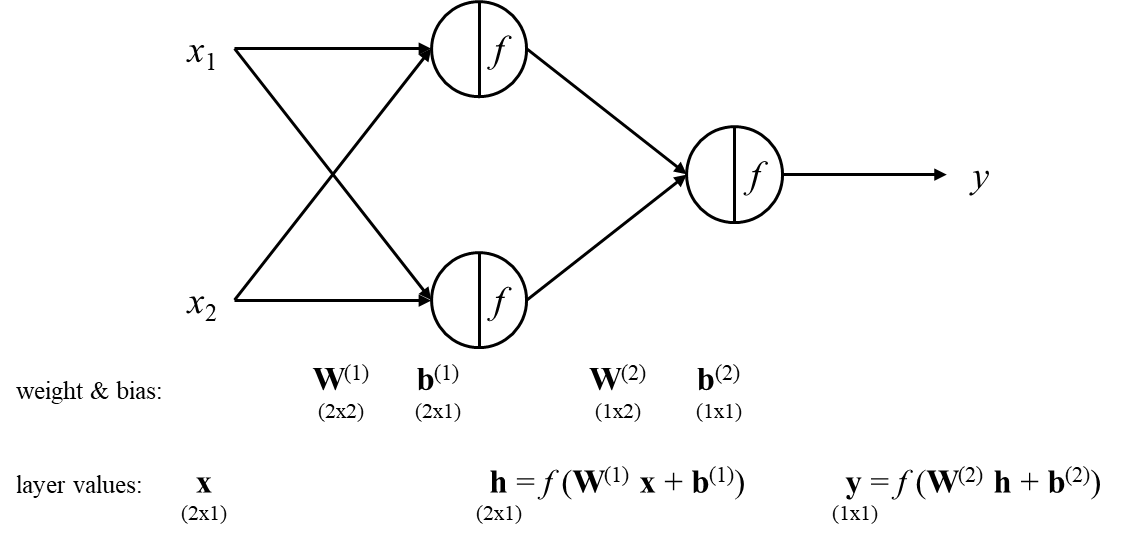 x₁ f
f y
x₂ f
weight & bias: W⁽¹⁾ b⁽¹⁾ W⁽²⁾ b⁽²⁾
(2x2) (2x1) (1x2) (1x1)
layer values: x h = f (W⁽¹⁾ x + b⁽¹⁾) y = f (W⁽²⁾ h + b⁽²⁾)
(2x1) (2x1) (1x1)